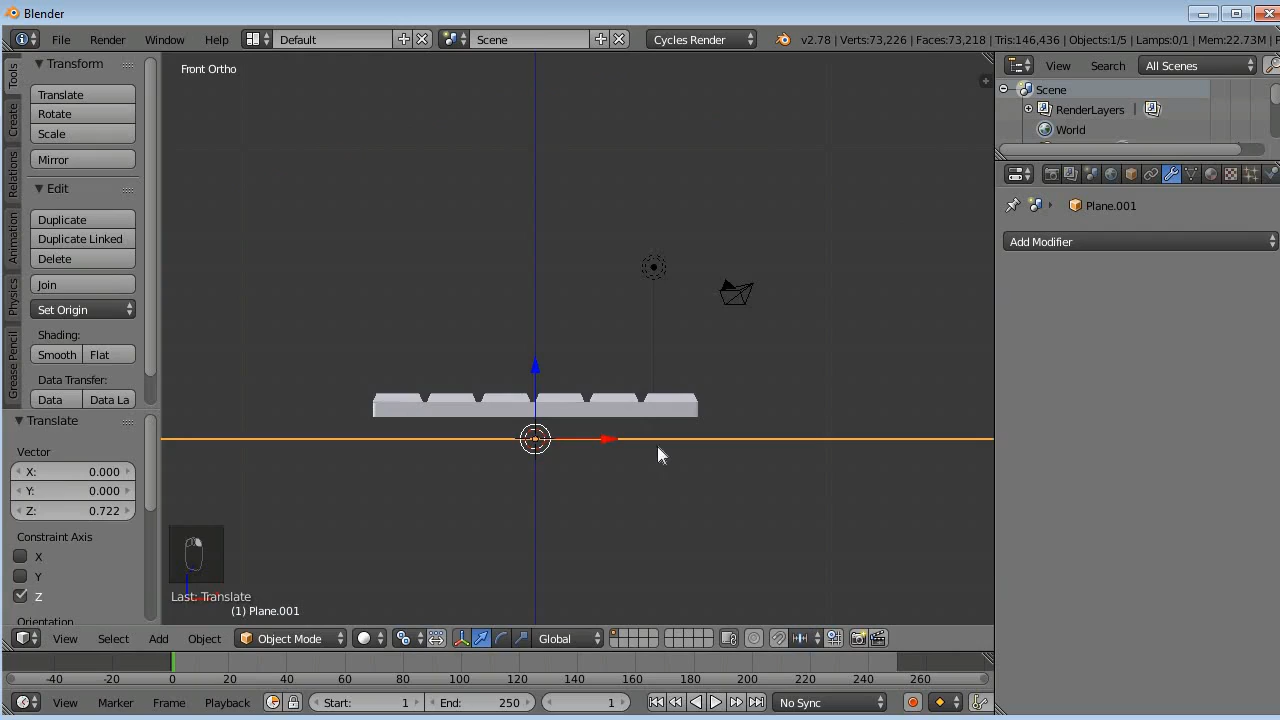 Blender
File Render Window Help Default Scene Cycles Render v2.78 | Verts:73,226 | Faces:73,218 | Tris:146,436 | Objects:1/5 | Lamps:0/1 | Mem:22.73M |
Tools
Create
Relations
Animation
Physics
Grease Pencil
Transform
Translate
Rotate
Scale
Mirror
Edit
Duplicate
Duplicate Linked
Delete
Join
Set Origin
Shading:
Smooth Flat
Data Transfer:
Data Data La
Translate
Vector
X: 0.000
Y: 0.000
Z: 0.722
Constraint Axis
X
Y
Z
Orientation
Front Ortho
Last: Translate
(1) Plane.001
View Select Add Object Object Mode Global
View Search All Scenes
Scene
RenderLayers |
World
Plane.001
Add Modifier
-40 -20 0 20 40 60 80 100 120 140 160 180 200 220 240 260
View Marker Frame Playback Start: 1 End: 250 1 No Sync